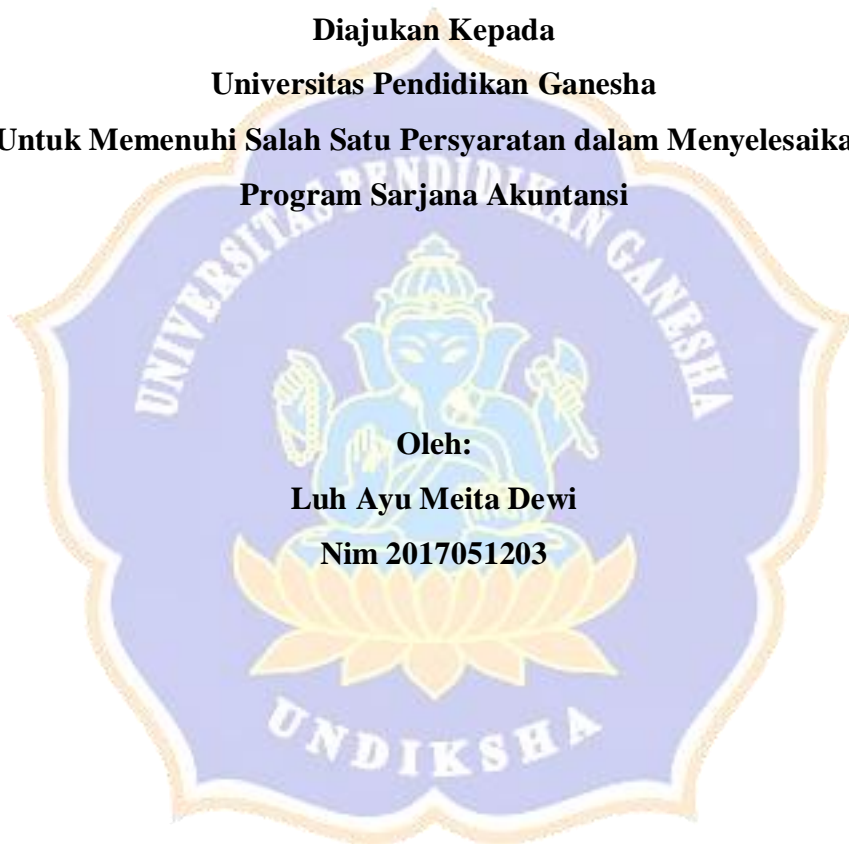 Diajukan Kepada
Universitas Pendidikan Ganesha
Untuk Memenuhi Salah Satu Persyaratan dalam Menyelesaika
Program Sarjana Akuntansi
UNIVERSITAS PENDIDIKAN GANESHA
Oleh:
Luh Ayu Meita Dewi
Nim 2017051203
UNDIKSHA